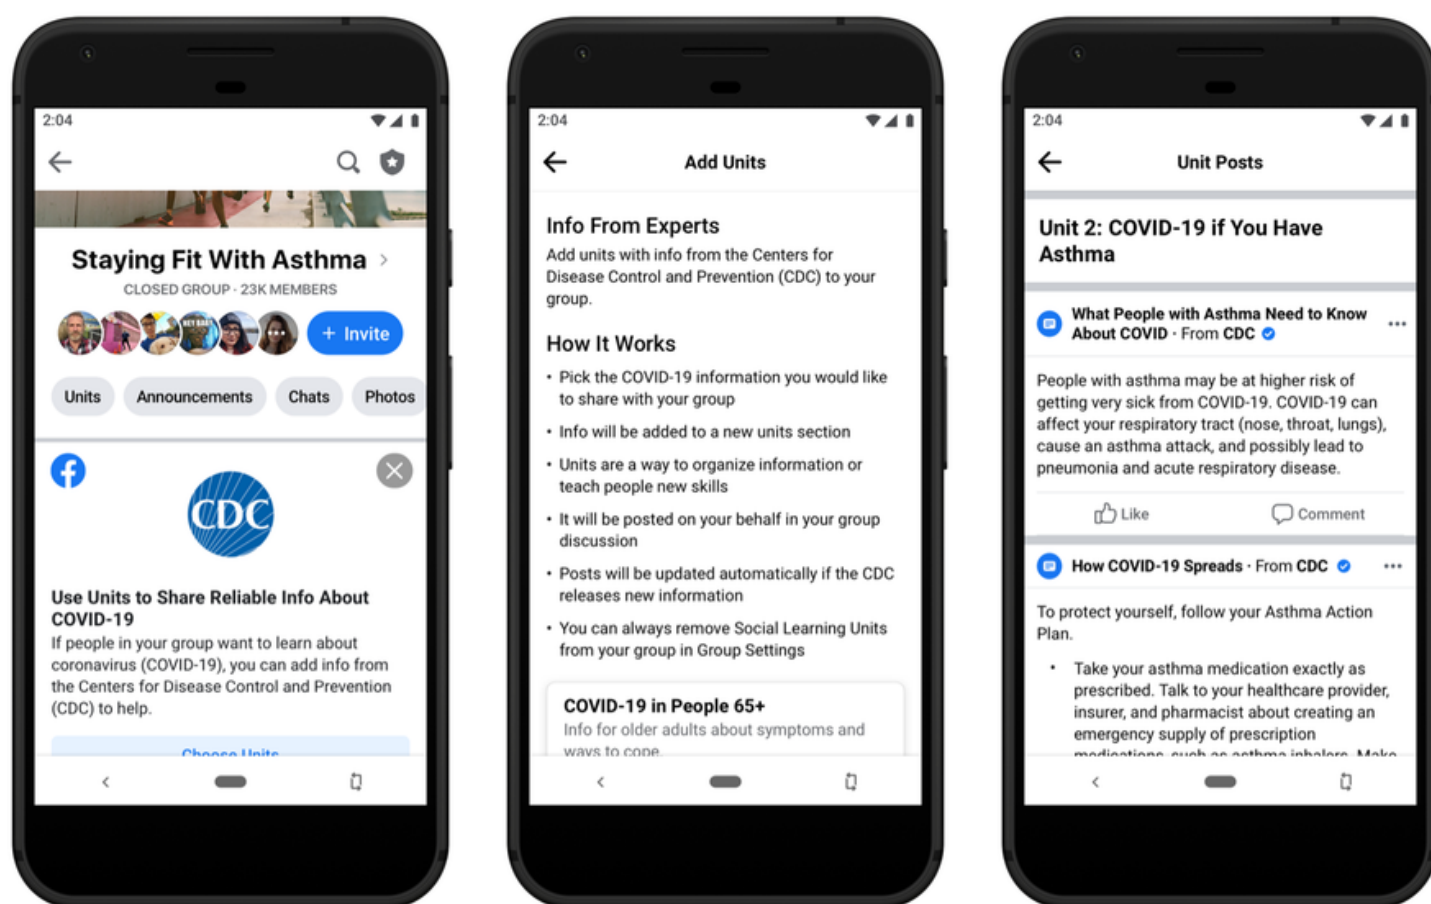 2:04
Staying Fit With Asthma
CLOSED GROUP · 23K MEMBERS
HEY BABY
+ Invite
Units
Announcements
Chats
Photos
CDC
Use Units to Share Reliable Info About
COVID-19
If people in your group want to learn about
coronavirus (COVID-19), you can add info from
the Centers for Disease Control and Prevention
(CDC) to help.
Choose Units
2:04
Add Units
Info From Experts
Add units with info from the Centers for
Disease Control and Prevention (CDC) to your
group.
How It Works
• Pick the COVID-19 information you would like
to share with your group
• Info will be added to a new units section
• Units are a way to organize information or
teach people new skills
• It will be posted on your behalf in your group
discussion
• Posts will be updated automatically if the CDC
releases new information
• You can always remove Social Learning Units
from your group in Group Settings
COVID-19 in People 65+
Info for older adults about symptoms and
ways to cope.
2:04
Unit Posts
Unit 2: COVID-19 if You Have
Asthma
What People with Asthma Need to Know
About COVID · From CDC
People with asthma may be at higher risk of
getting very sick from COVID-19. COVID-19 can
affect your respiratory tract (nose, throat, lungs),
cause an asthma attack, and possibly lead to
pneumonia and acute respiratory disease.
Like
Comment
How COVID-19 Spreads · From CDC
To protect yourself, follow your Asthma Action
Plan.
• Take your asthma medication exactly as
prescribed. Talk to your healthcare provider,
insurer, and pharmacist about creating an
emergency supply of prescription
medications, such as asthma inhalers. Make